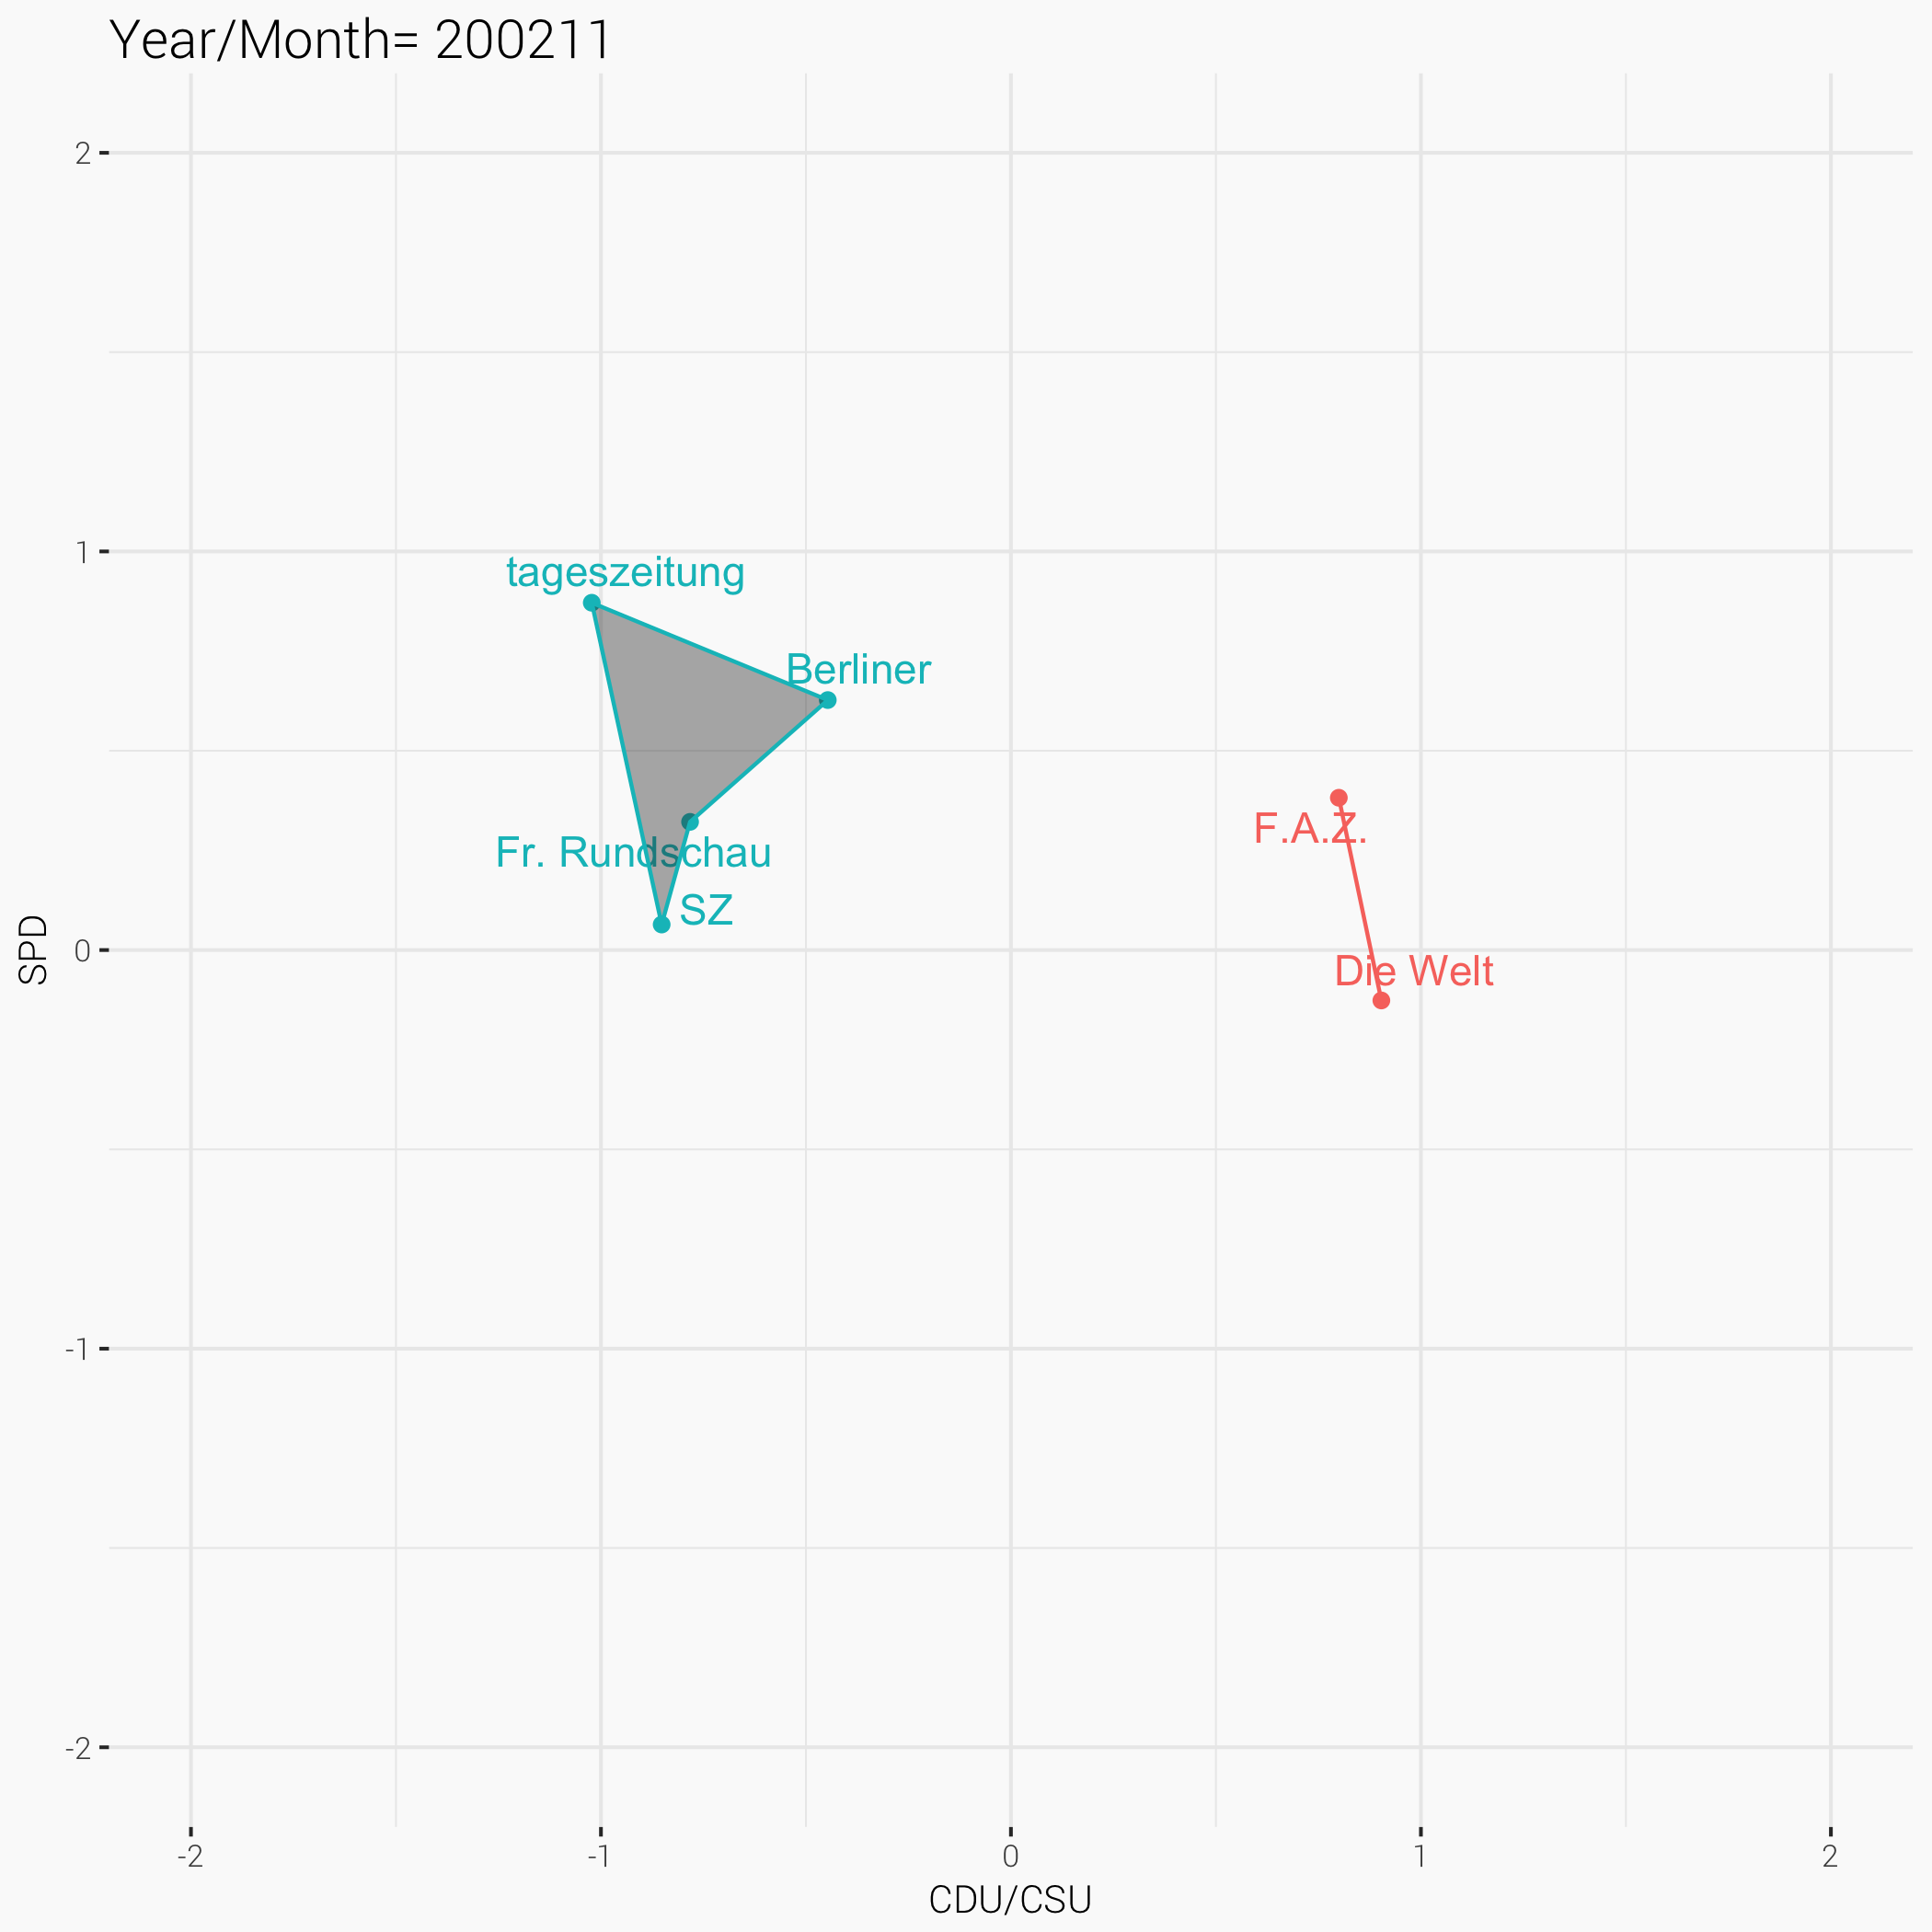 Year/Month= 200211
2
1
0
-1
-2
SPD
tageszeitung
Berliner
Fr. Rundschau
SZ
F.A.Z.
Die Welt
-2
-1
0
1
2
CDU/CSU